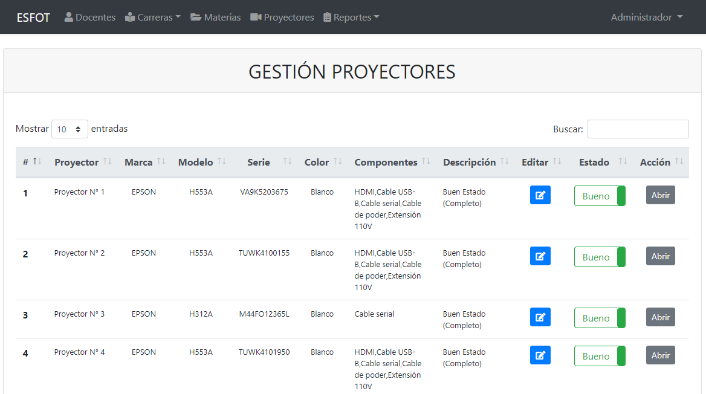 ESFOT Docentes Carreras Materias Proyectores Reportes Administrador
GESTIÓN PROYECTORES
Mostrar 10 entradas Buscar:
# Proyector Marca Modelo Serie Color Componentes Descripción Editar Estado Acción
1 Proyector N° 1 EPSON H553A VA9K5203675 Blanco HDMI,Cable USB- Buen Estado Bueno Abrir
B,Cable serial,Cable (Completo)
de poder,Extensión
110V
2 Proyector N° 2 EPSON H553A TUWK4100155 Blanco HDMI,Cable USB- Buen Estado Bueno Abrir
B,Cable serial,Cable (Completo)
de poder,Extensión
110V
3 Proyector N° 3 EPSON H312A M44FO12365L Blanco Cable serial Buen Estado Bueno Abrir
(Completo)
4 Proyector N° 4 EPSON H553A TUWK4101950 Blanco HDMI,Cable USB- Buen Estado Bueno Abrir
B,Cable serial,Cable (Completo)
de poder,Extensión
110V